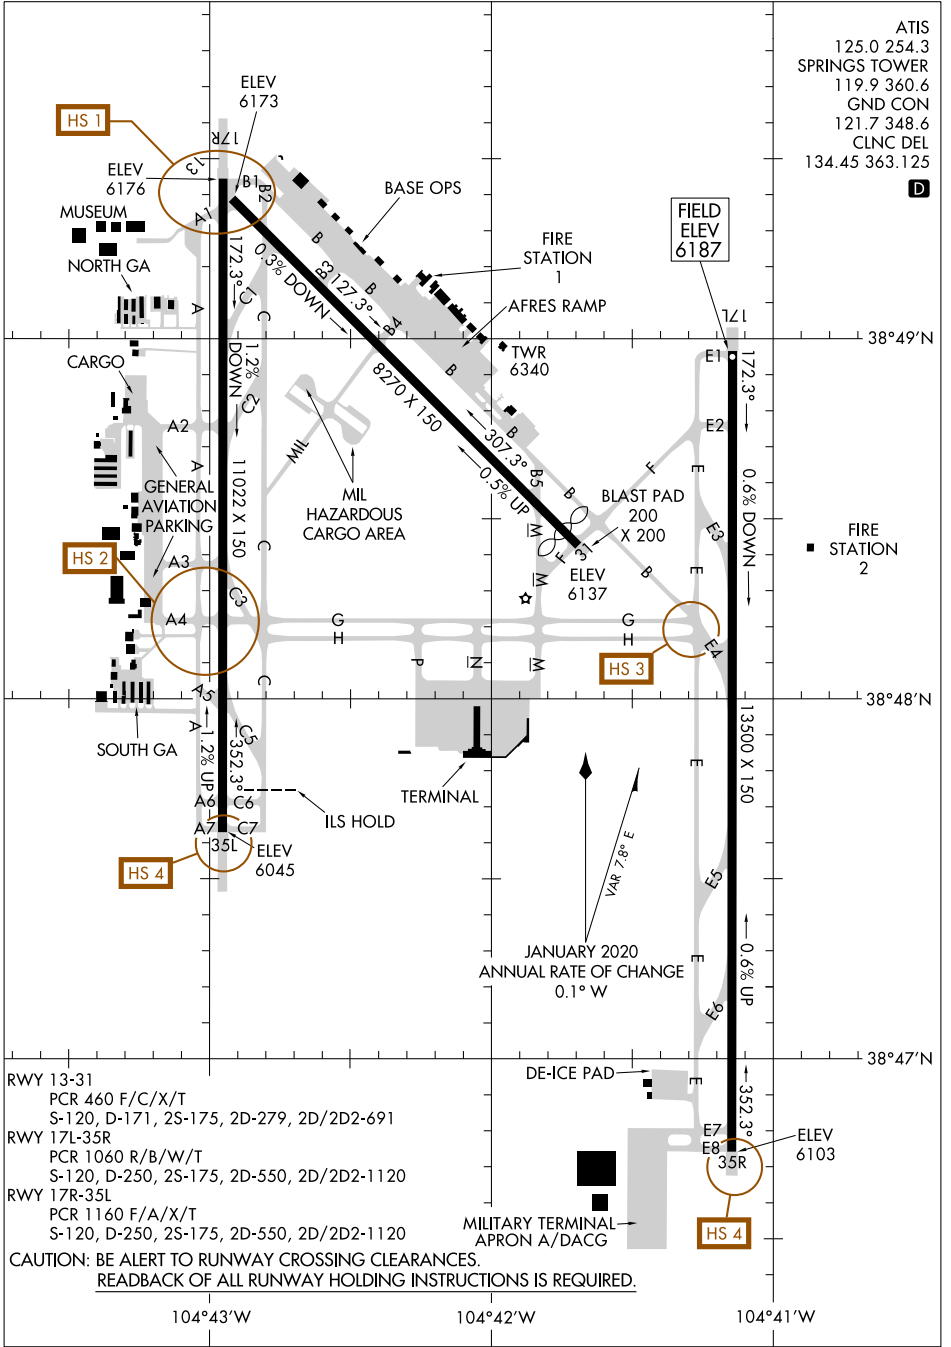 ATIS
125.0 254.3
SPRINGS TOWER
119.9 360.6
GND CON
121.7 348.6
CLNC DEL
134.45 363.125
D
ELEV
6173
HS 1
17R
13
ELEV
6176
B1
B2
A1
BASE OPS
MUSEUM
FIELD
ELEV
6187
FIRE
STATION
1
NORTH GA
172.3°
0.3% DOWN
B3
127.3°
B
B
C1
C
A
AFRES RAMP
17L
B4
38°49'N
TWR
6340
E1
CARGO
1.2%
DOWN
8270 X 150
B
172.3°
C2
A2
E2
307.3°
B
MIL
A
11022 X 150
0.5% UP
B5
F
E
0.6% DOWN
GENERAL
AVIATION
PARKING
MIL
HAZARDOUS
CARGO AREA
B
BLAST PAD
200
X 200
E3
FIRE
STATION
2
M
31
F
HS 2
A3
C
ELEV
6137
M
B
E
C3
A4
G
H
G
H
E4
P
N
M
HS 3
C
A5
38°48'N
A
1.2% UP
352.3°
C5
SOUTH GA
13500 X 150
E
TERMINAL
A6
C6
ILS HOLD
A7
C7
35L
ELEV
6045
VAR 7.8° E
HS 4
E5
JANUARY 2020
ANNUAL RATE OF CHANGE
0.1° W
E
0.6% UP
E6
38°47'N
DE-ICE PAD
E
352.3°
RWY 13-31
PCR 460 F/C/X/T
S-120, D-171, 2S-175, 2D-279, 2D/2D2-691
RWY 17L-35R
PCR 1060 R/B/W/T
S-120, D-250, 2S-175, 2D-550, 2D/2D2-1120
RWY 17R-35L
PCR 1160 F/A/X/T
S-120, D-250, 2S-175, 2D-550, 2D/2D2-1120
E7
E8
35R
ELEV
6103
MILITARY TERMINAL
APRON A/DACG
HS 4
CAUTION: BE ALERT TO RUNWAY CROSSING CLEARANCES.
READBACK OF ALL RUNWAY HOLDING INSTRUCTIONS IS REQUIRED.
104°43'W
104°42'W
104°41'W